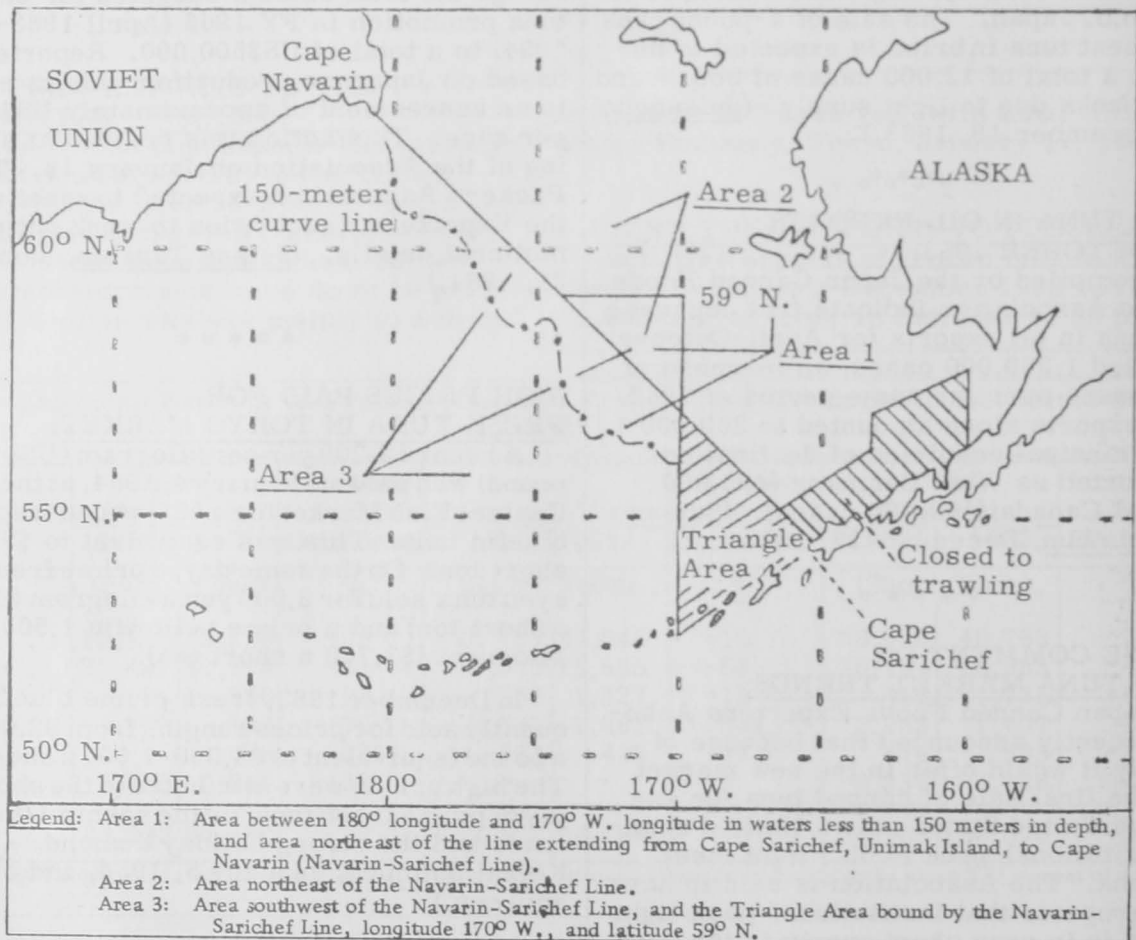 Cape
Navarin
SOVIET
UNION
ALASKA
150-meter
curve line
Area 2
60° N.
59° N.
Area 1
Area 3
55° N.
Triangle
Area
Closed to
trawling
Cape
Sarichef
50° N.
170° E.
180°
170° W.
160° W.
Legend: Area 1: Area between 180° longitude and 170° W. longitude in waters less than 150 meters in depth,
and area northeast of the line extending from Cape Sarichef, Unimak Island, to Cape
Navarin (Navarin-Sarichef Line).
Area 2: Area northeast of the Navarin-Sarichef Line.
Area 3: Area southwest of the Navarin-Sarichef Line, and the Triangle Area bound by the Navarin-
Sarichef Line, longitude 170° W., and latitude 59° N.